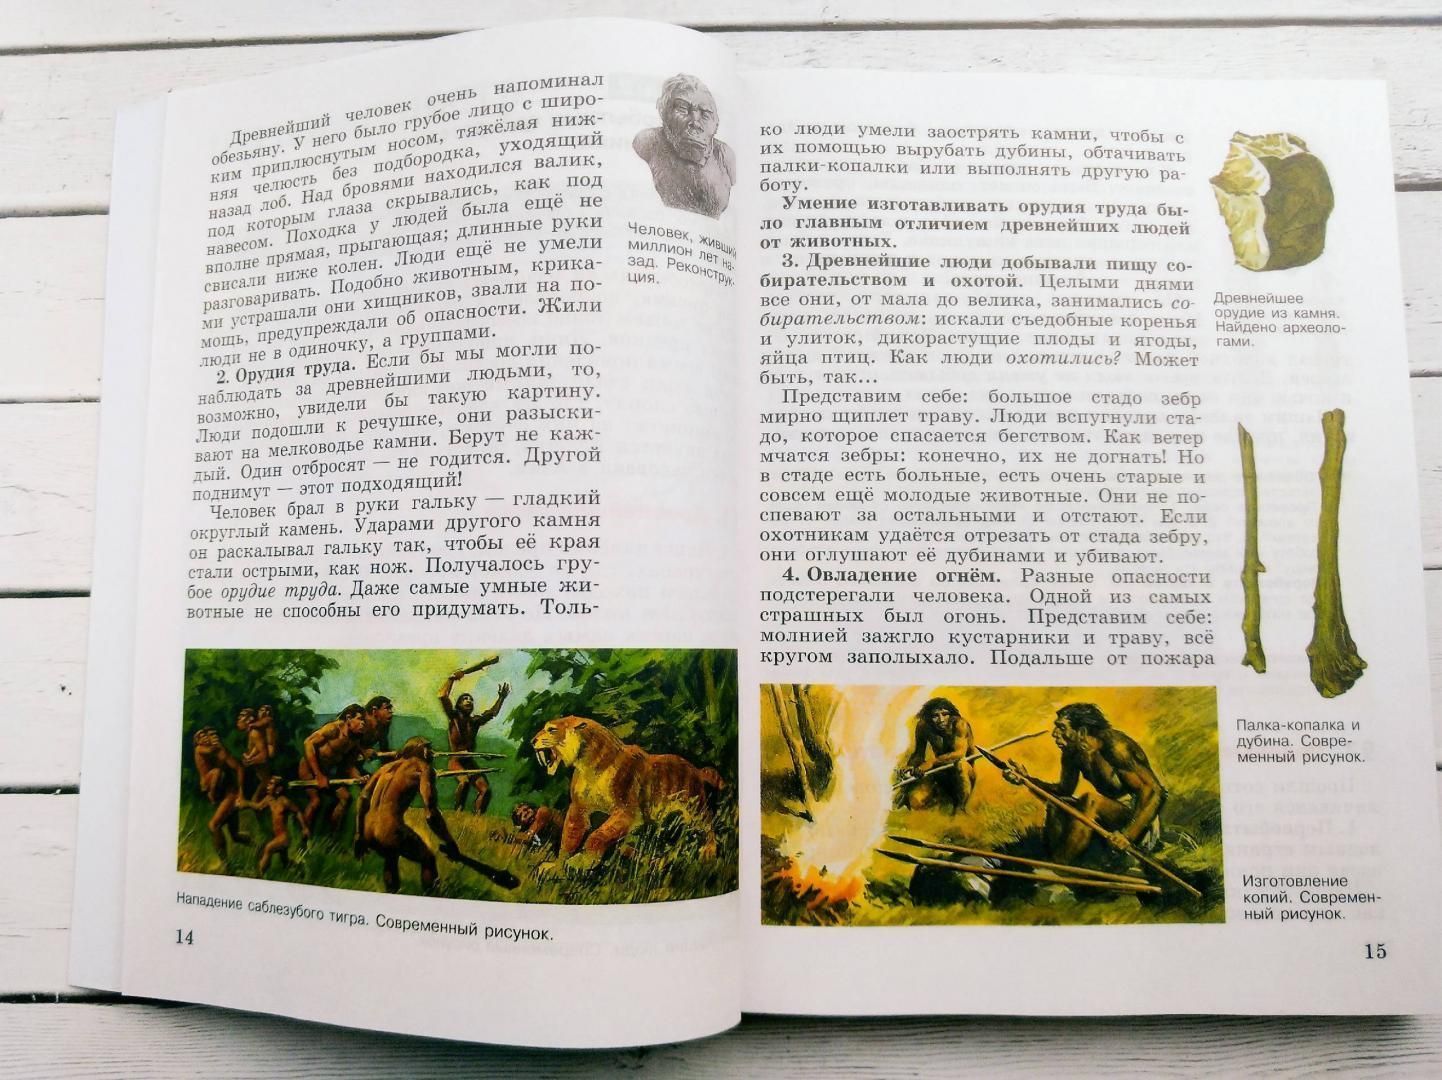 Древнейший человек очень напоминал
обезьяну. У него было грубое лицо с широ-
ким приплюснутым носом, тяжёлая ниж-
няя челюсть без подбородка, уходящий
назад лоб. Над бровями находился валик,
под которым глаза скрывались, как под
навесом. Походка у людей была ещё не
вполне прямая, прыгающая; длинные руки
свисали ниже колен. Люди ещё не умели
разговаривать. Подобно животным, крика-
ми устрашали они хищников, звали на по-
мощь, предупреждали об опасности. Жили
люди не в одиночку, а группами.
2. Орудия труда. Если бы мы могли по-
наблюдать за древнейшими людьми, то,
возможно, увидели бы такую картину.
Люди подошли к речушке, они разыски-
вают на мелководье камни. Берут не каж-
дый. Один отбросят — не годится. Другой
поднимут — этот подходящий!
Человек брал в руки гальку — гладкий
округлый камень. Ударами другого камня
он раскалывал гальку так, чтобы её края
стали острыми, как нож. Получалось гру-
бое орудие труда. Даже самые умные жи-
вотные не способны его придумать. Толь-
Человек, живший
миллион лет на-
зад. Реконструк-
ция.
Нападение саблезубого тигра. Современный рисунок.
14
ко люди умели заострять камни, чтобы с
их помощью вырубать дубины, обтачивать
палки-копалки или выполнять другую ра-
боту.
Умение изготавливать орудия труда бы-
ло главным отличием древнейших людей
от животных.
3. Древнейшие люди добывали пищу со-
бирательством и охотой. Целыми днями
все они, от мала до велика, занимались со-
бирательством: искали съедобные коренья
и улиток, дикорастущие плоды и ягоды,
яйца птиц. Как люди охотились? Может
быть, так...
Представим себе: большое стадо зебр
мирно щиплет траву. Люди вспугнули ста-
до, которое спасается бегством. Как ветер
мчатся зебры: конечно, их не догнать! Но
в стаде есть больные, есть очень старые и
совсем ещё молодые животные. Они не по-
спевают за остальными и отстают. Если
охотникам удаётся отрезать от стада зебру,
они оглушают её дубинами и убивают.
4. Овладение огнём. Разные опасности
подстерегали человека. Одной из самых
страшных был огонь. Представим себе:
молнией зажгло кустарники и траву, всё
кругом заполыхало. Подальше от пожара
Древнейшее
орудие из камня.
Найдено археоло-
гами.
Палка-копалка и
дубина. Совре-
менный рисунок.
Изготовление
копий. Современ-
ный рисунок.
15